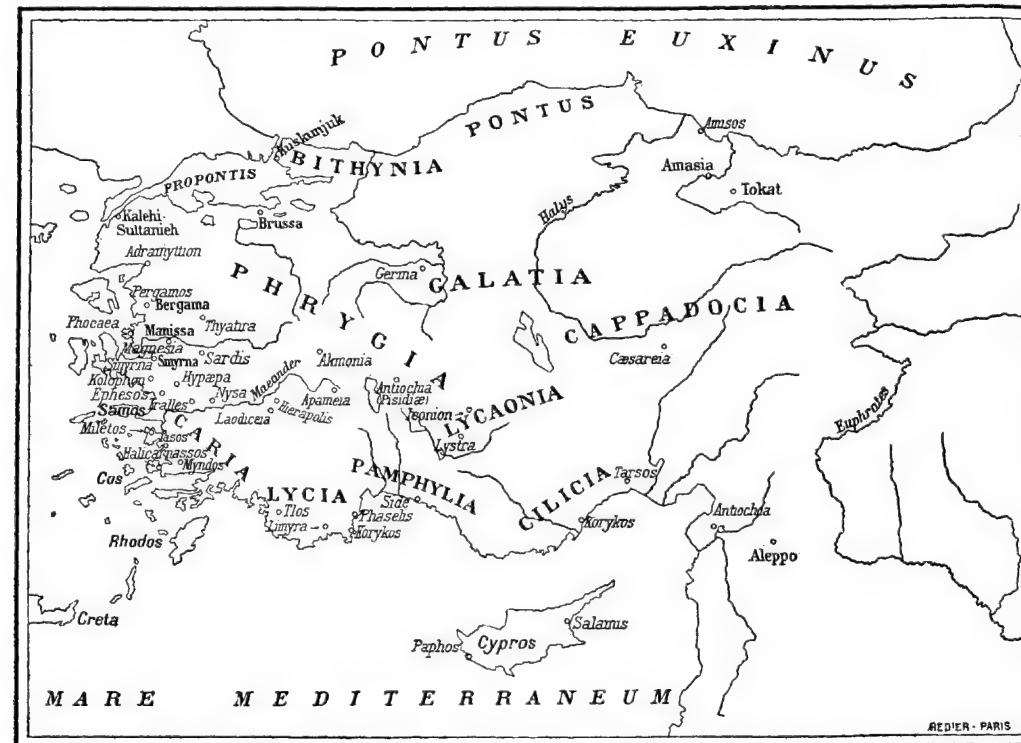 PONTUS EUXINUS
PONTUS
Kuskunjuk
BITHYNIA
PROPONTIS
Amisos
Amasia
Tokat
Halys
Kalehi-
Sultanieh
Brussa
Adramyttion
PHRYGIA
Germa
GALATIA
CAPPADOCIA
Pergamos
Bergama
Phocaea
Manissa
Thyatira
Magnesia
Smyrna
Smyrna
Sardis
Akmonia
Cæsareia
Kolophon
Hypæpa
Ephesos
Tralles
Nysa
Maeander
Apameia
Antiochia
(Pisidiæ)
Hierapolis
Laodiceia
Iconion
LYCAONIA
Lystra
Samos
CARIA
Miletos
Iasos
Halicarnassos
Myndos
Cos
Euphrates
LYCIA
PAMPHYLIA
CILICIA
Tarsos
Side
Tlos
Phaselis
Limyra
Korykos
Korykos
Antiochea
Aleppo
Rhodos
Creta
Paphos
Cypros
Salamis
MARE MEDITERRANEUM
REDIER - PARIS